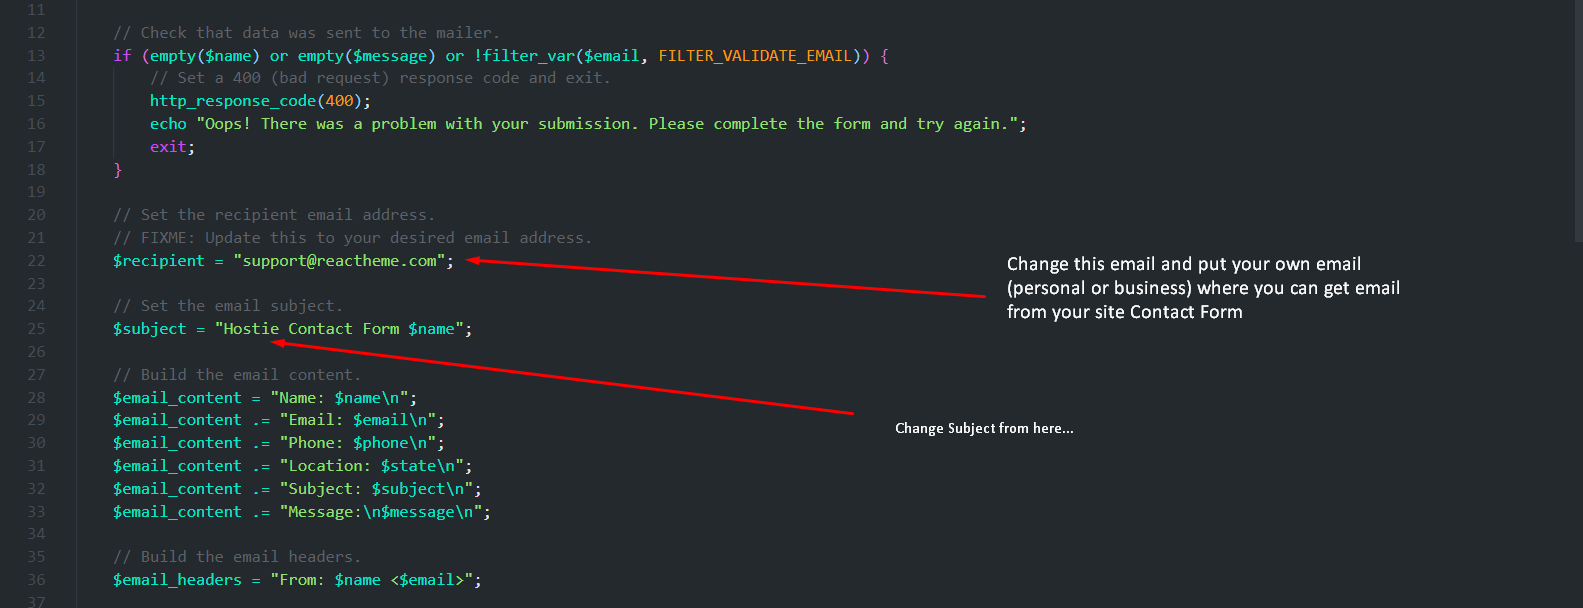 11
12 // Check that data was sent to the mailer.
13 if (empty($name) or empty($message) or !filter_var($email, FILTER_VALIDATE_EMAIL)) {
14 // Set a 400 (bad request) response code and exit.
15 http_response_code(400);
16 echo "Oops! There was a problem with your submission. Please complete the form and try again.";
17 exit;
18 }
19
20 // Set the recipient email address.
21 // FIXME: Update this to your desired email address.
22 $recipient = "support@reactheme.com";
23
24 // Set the email subject.
25 $subject = "Hostie Contact Form $name";
26
27 // Build the email content.
28 $email_content = "Name: $name\n";
29 $email_content .= "Email: $email\n";
30 $email_content .= "Phone: $phone\n";
31 $email_content .= "Location: $state\n";
32 $email_content .= "Subject: $subject\n";
33 $email_content .= "Message:\n$message\n";
34
35 // Build the email headers.
36 $email_headers = "From: $name <$email>";
37
Change this email and put your own email
(personal or business) where you can get email
from your site Contact Form
Change Subject from here...